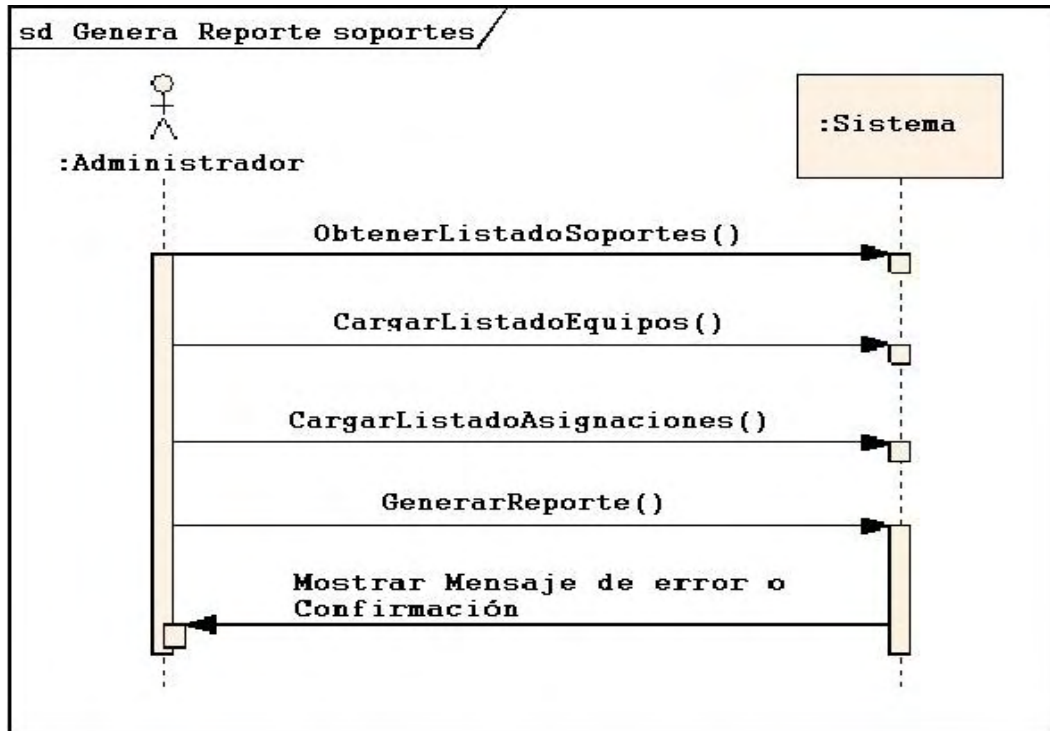 sd Genera Reporte soportes
:Administrador
:Sistema
ObtenerListadoSoportes()
CargarListadoEquipos()
CargarListadoAsignaciones()
GenerarReporte()
Mostrar Mensaje de error o
Confirmación